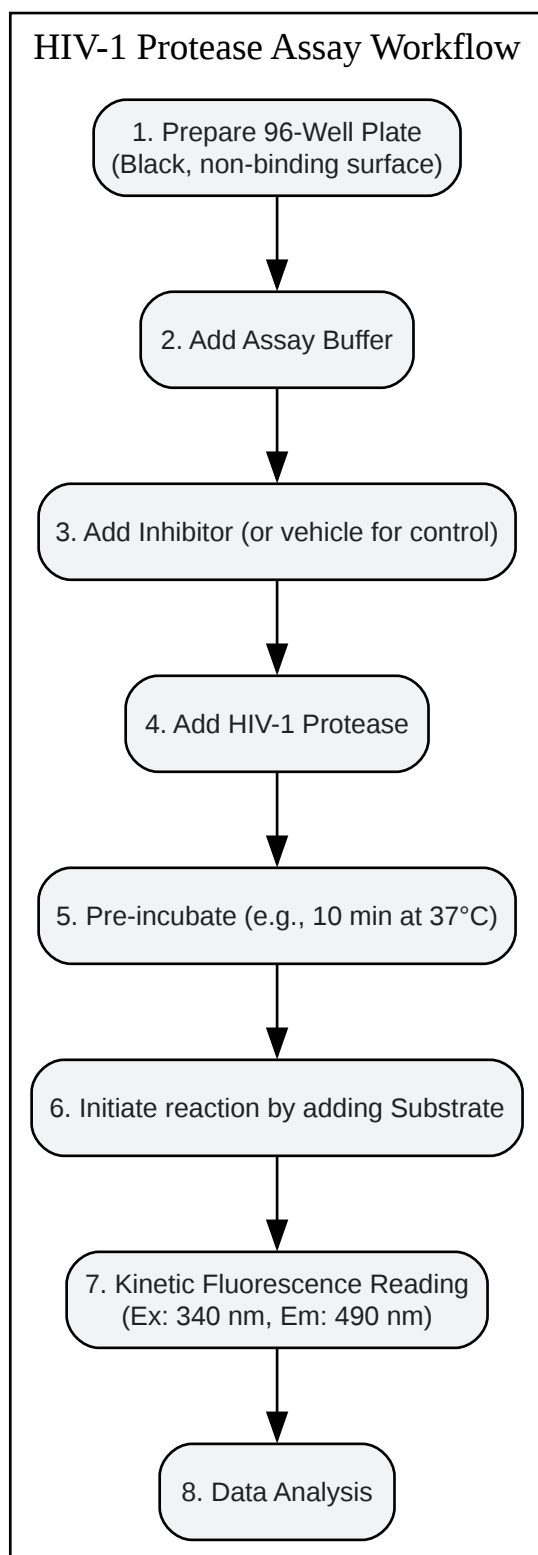 HIV-1 Protease Assay Workflow
1. Prepare 96-Well Plate
(Black, non-binding surface)
2. Add Assay Buffer
3. Add Inhibitor (or vehicle for control)
4. Add HIV-1 Protease
5. Pre-incubate (e.g., 10 min at 37°C)
6. Initiate reaction by adding Substrate
7. Kinetic Fluorescence Reading
(Ex: 340 nm, Em: 490 nm)
8. Data Analysis